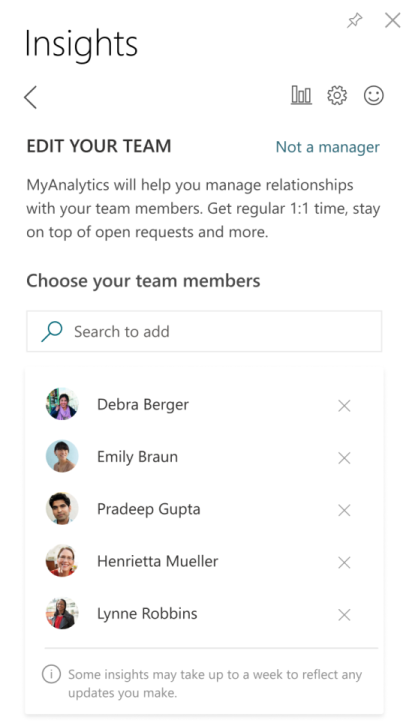 Insights
EDIT YOUR TEAM
Not a manager
MyAnalytics will help you manage relationships
with your team members. Get regular 1:1 time, stay
on top of open requests and more.
Choose your team members
Search to add
Debra Berger
Emily Braun
Pradeep Gupta
Henrietta Mueller
Lynne Robbins
Some insights may take up to a week to reflect any
updates you make.